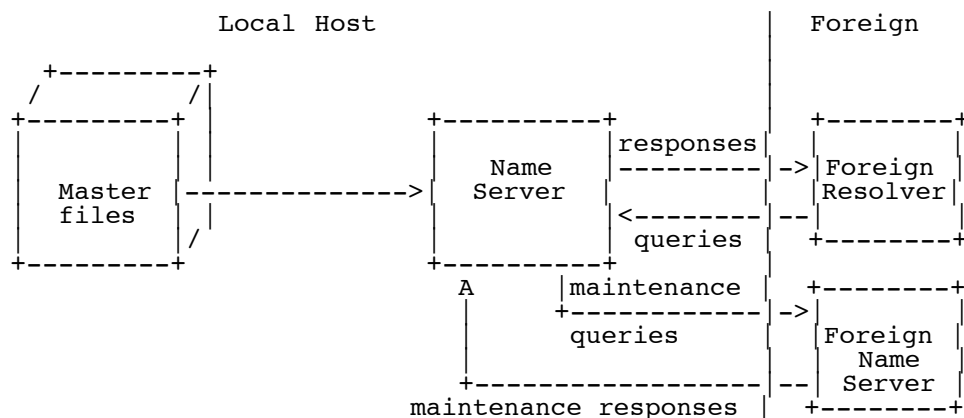 Local Host | Foreign
responses
Name Foreign
Master Server Resolver
files
queries
A maintenance
queries Foreign
Name
Server
maintenance responses